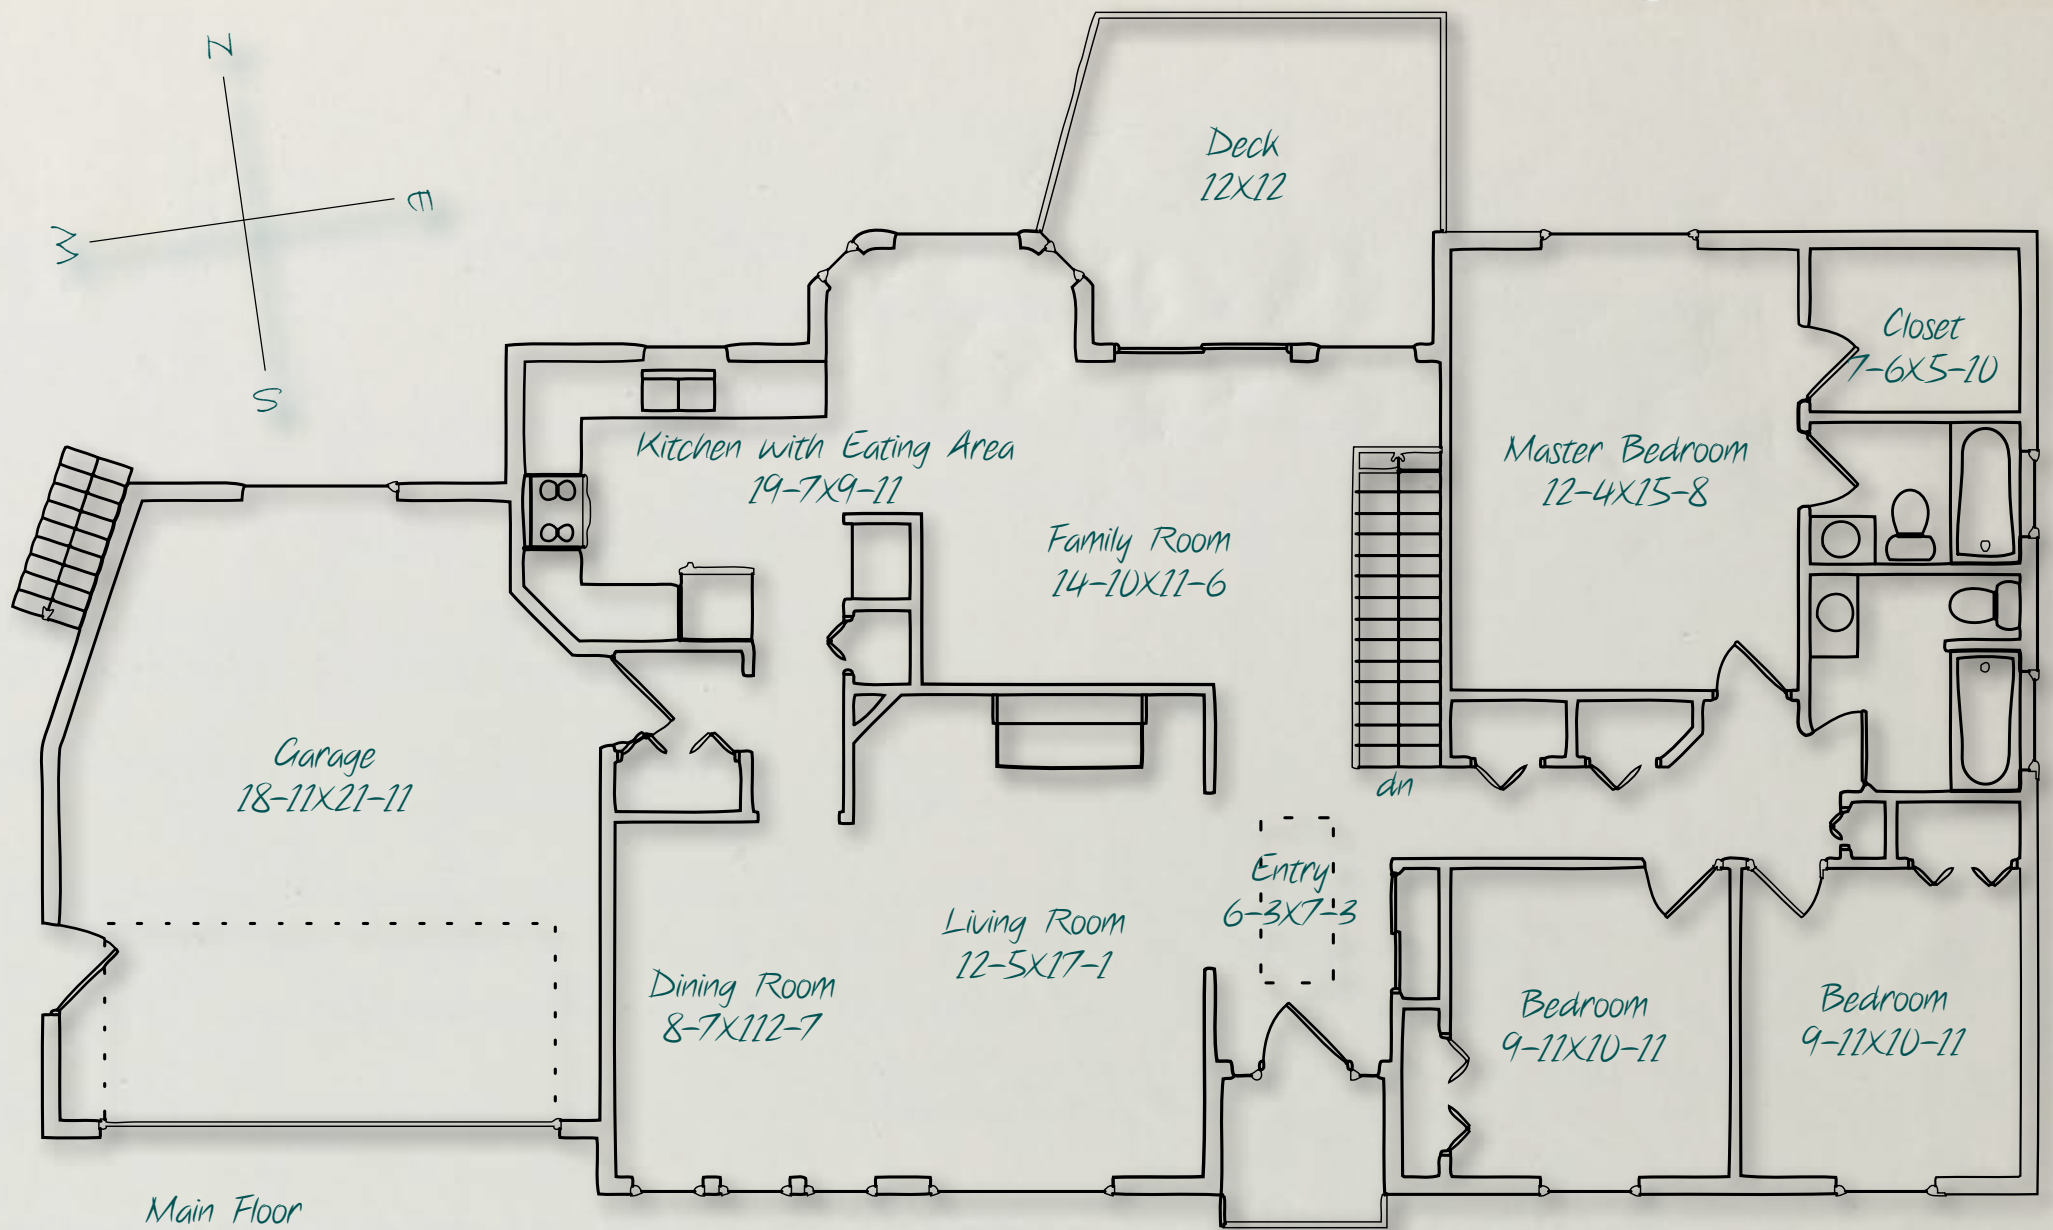 N
E
W
S
Deck
12X12
Closet
7-6X5-10
Kitchen with Eating Area
19-7X9-11
Master Bedroom
12-4X15-8
Family Room
14-10X11-6
Garage
18-11X21-11
dn
Entry
6-3X7-3
Living Room
12-5X17-1
Dining Room
8-7X112-7
Bedroom
9-11X10-11
Bedroom
9-11X10-11
Main Floor